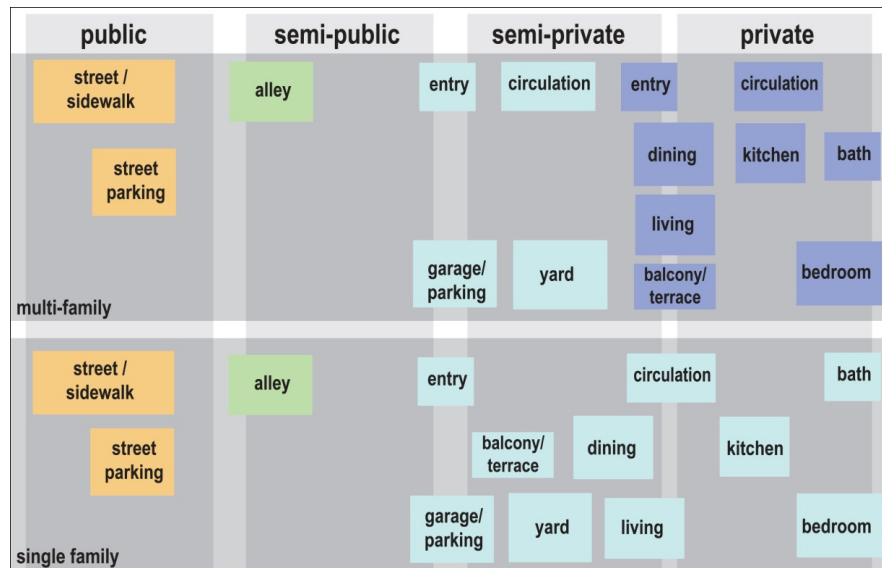 public semi-public semi-private private
street / sidewalk
alley
entry
circulation
entry
circulation
street parking
dining
kitchen
bath
living
garage/ parking
yard
balcony/ terrace
bedroom
multi-family
street / sidewalk
alley
entry
circulation
bath
street parking
balcony/ terrace
dining
kitchen
garage/ parking
yard
living
bedroom
single family